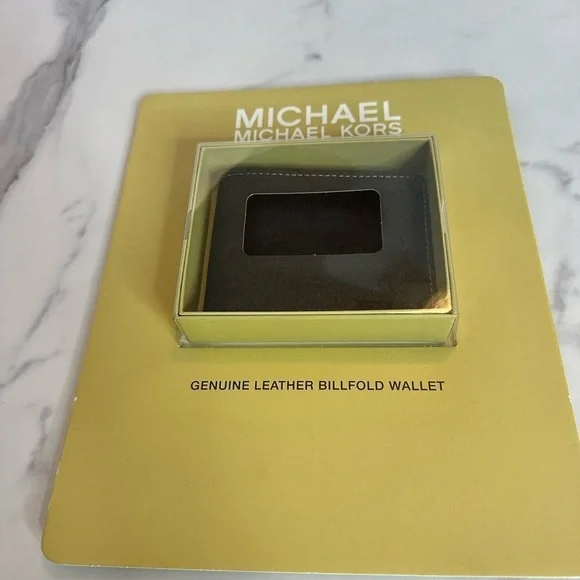 MICHAEL
MICHAEL KORS
GENUINE LEATHER BILLFOLD WALLET